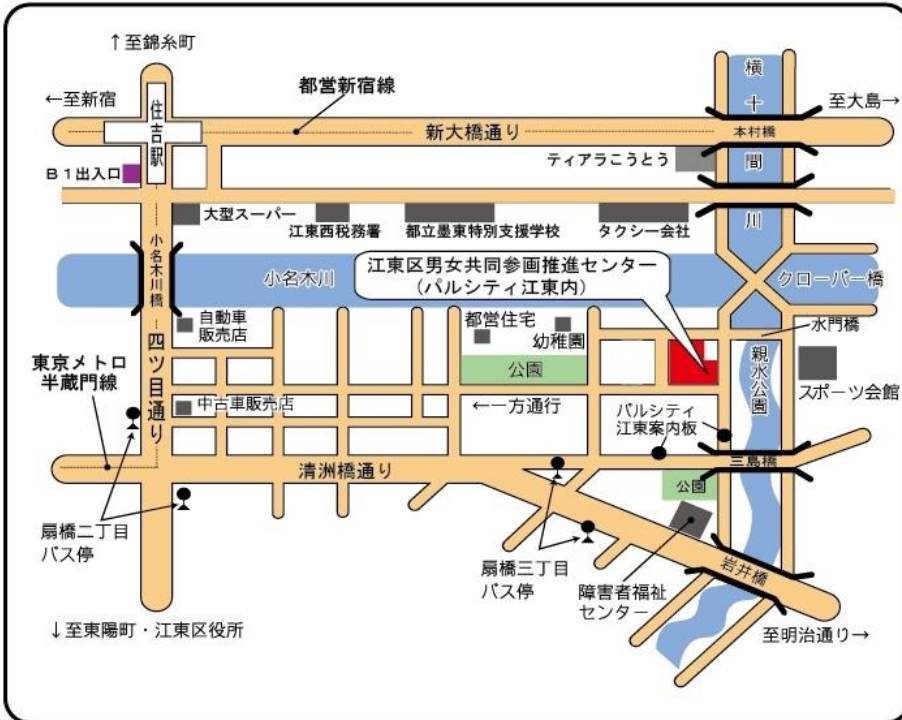 ↑至錦糸町
←至新宿
都営新宿線
住吉駅
新大橋通り
横十間川
至大島→
本村橋
B1出入口
ティアラこうとう
大型スーパー
江東西税務署
都立墨東特別支援学校
タクシー会社
小名木川橋
小名木川
江東区男女共同参画推進センター
(パルシティ江東内)
クローバー橋
自動車
販売店
都営住宅
幼稚園
水門橋
東京メトロ
半蔵門線
四ツ目通り
公園
親水公園
スポーツ会館
中古車販売店
←一方通行
パルシティ
江東案内板
清洲橋通り
三島橋
公園
扇橋二丁目
バス停
扇橋三丁目
バス停
障害者福祉
センター
岩井橋
↓至東陽町・江東区役所
至明治通り→